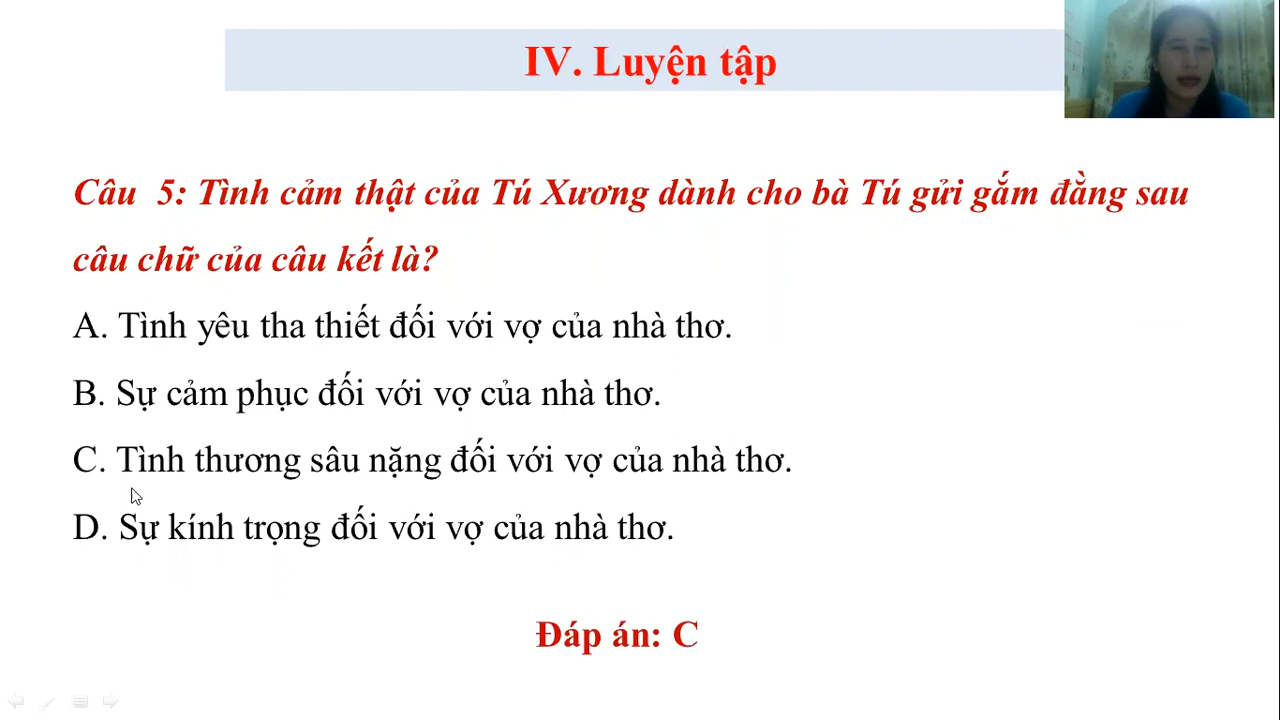 IV. Luyện tập
Câu 5: Tình cảm thật của Tú Xương dành cho bà Tú gửi gắm đằng sau
câu chữ của câu kết là?
A. Tình yêu tha thiết đối với vợ của nhà thơ.
B. Sự cảm phục đối với vợ của nhà thơ.
C. Tình thương sâu nặng đối với vợ của nhà thơ.
D. Sự kính trọng đối với vợ của nhà thơ.
Đáp án: C